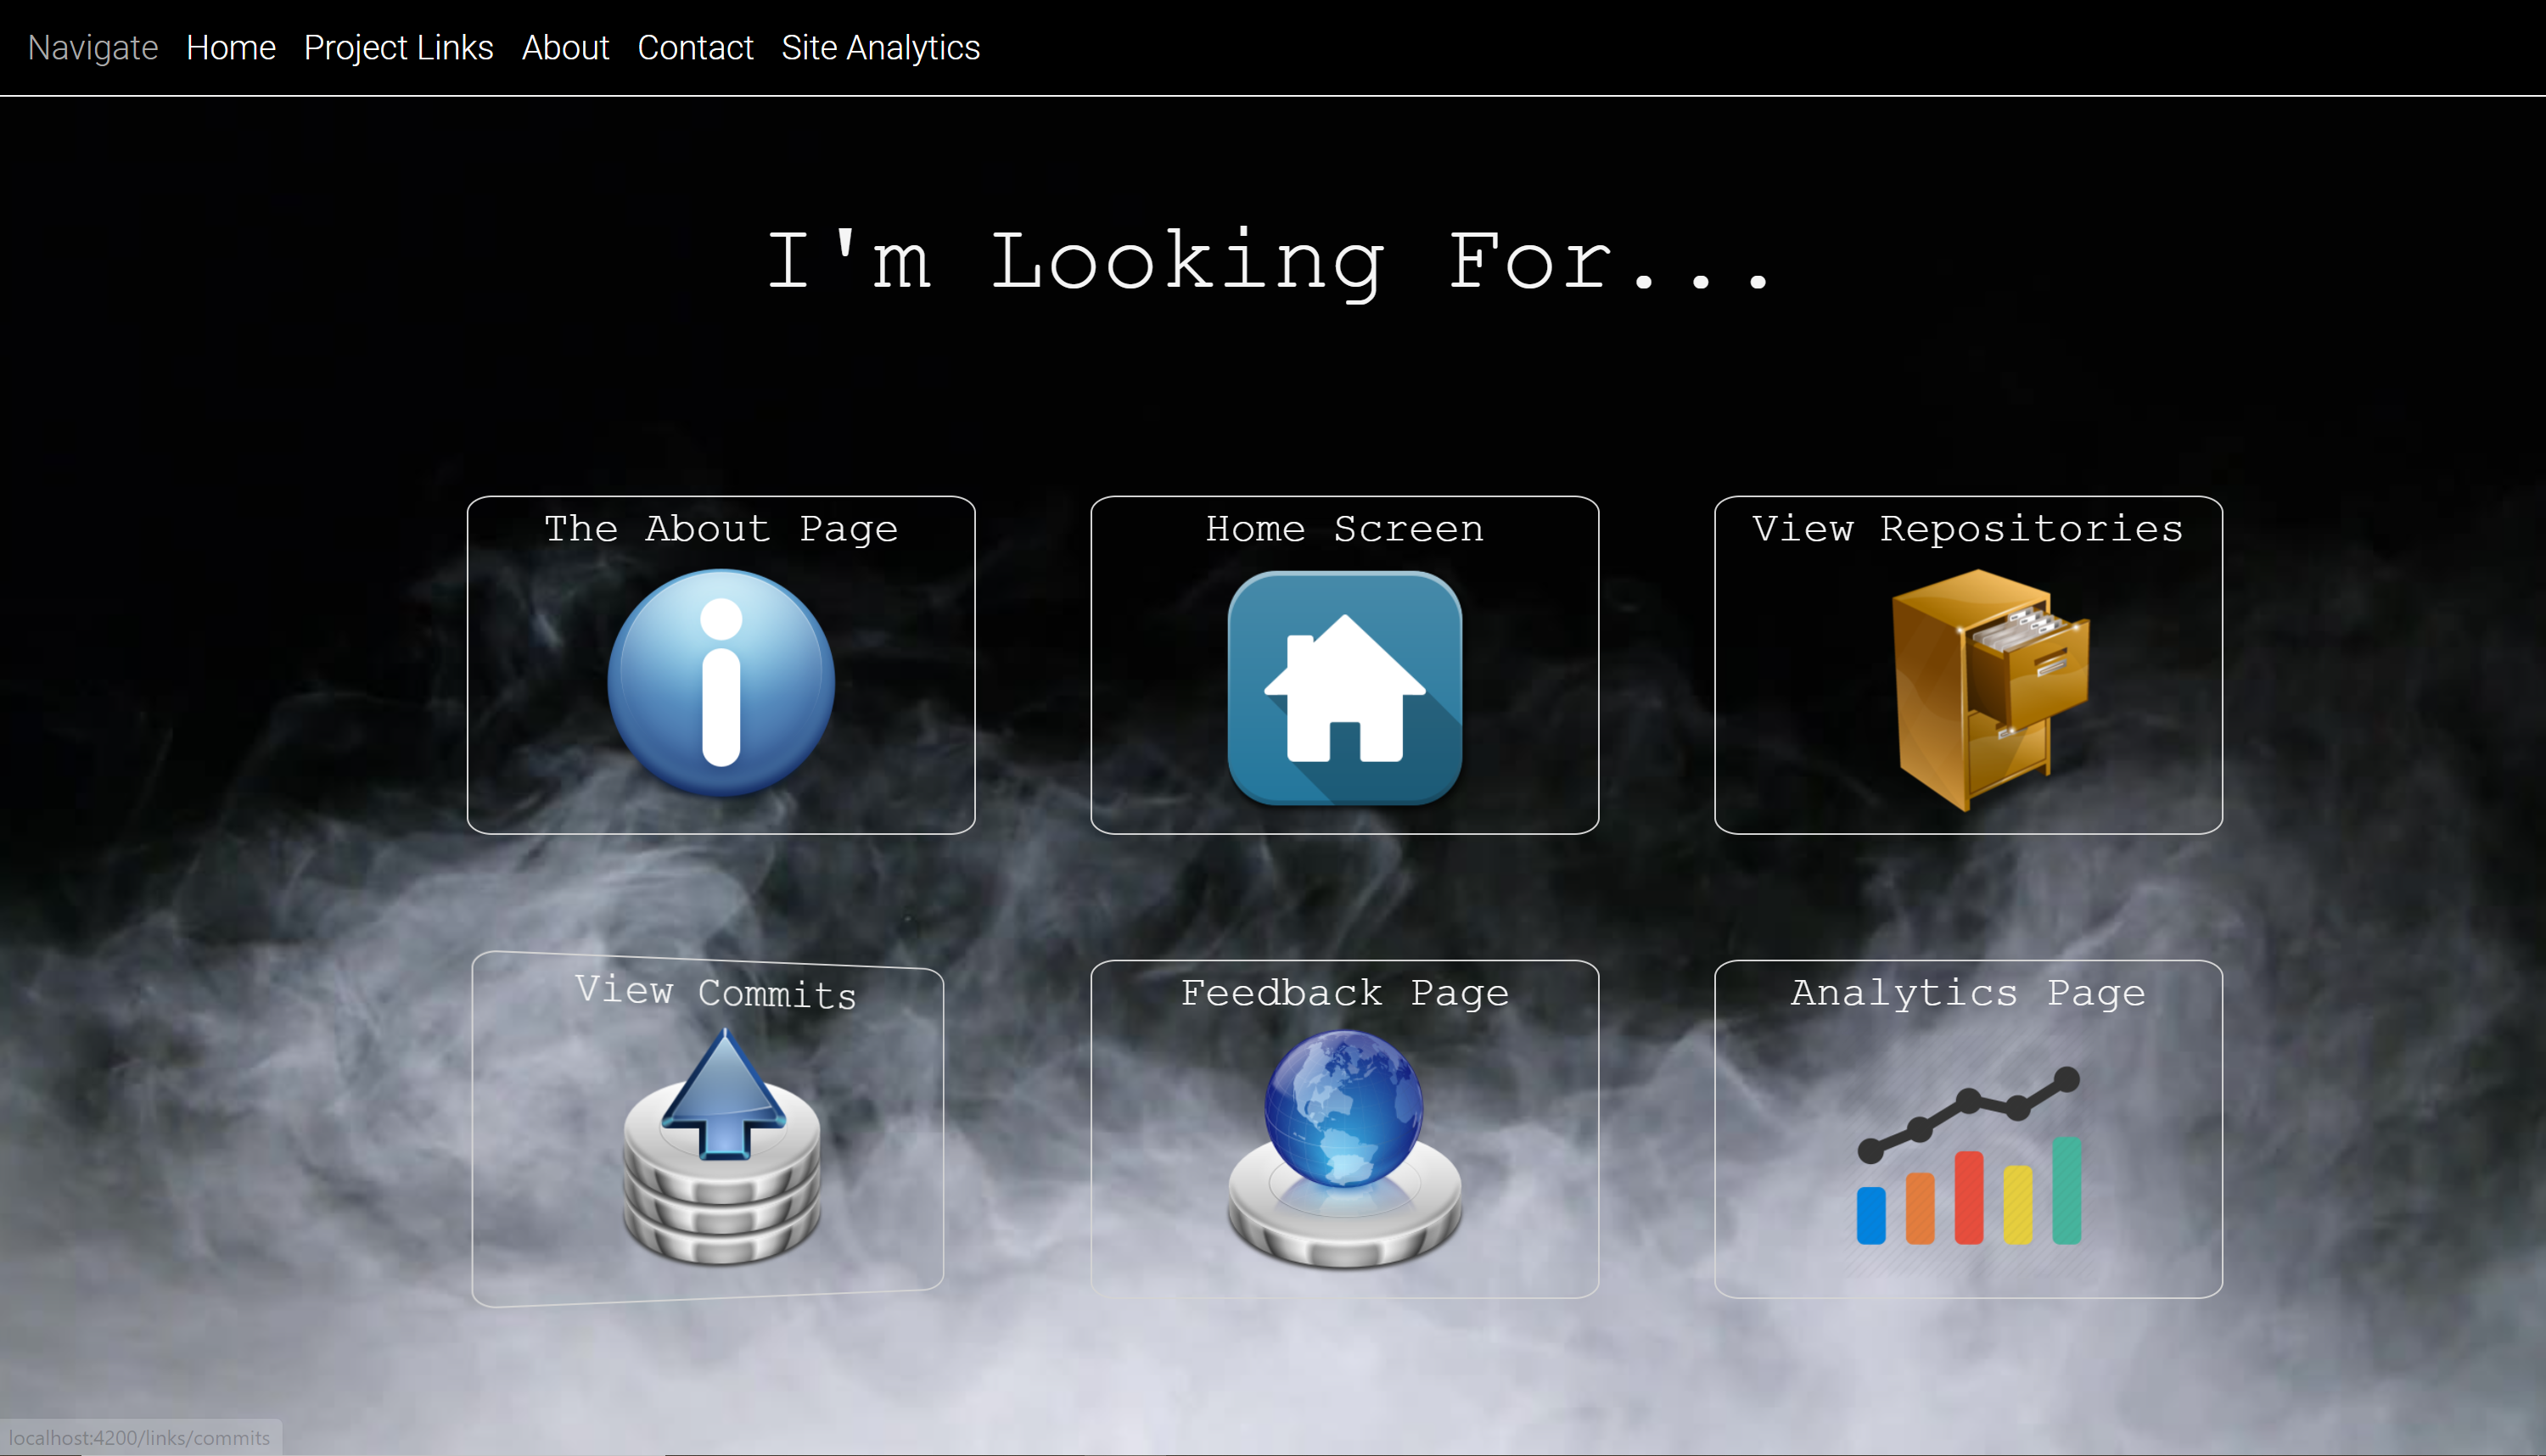 Navigate Home Project Links About Contact Site Analytics
I'm Looking For...
The About Page
Home Screen
View Repositories
View Commits
Feedback Page
Analytics Page
localhost:4200/links/commits